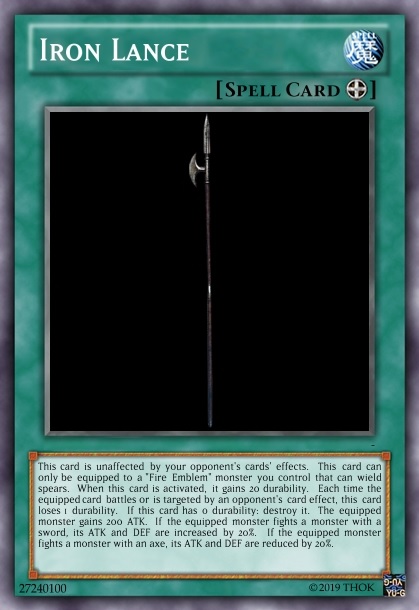 Iron Lance
魔
[Spell Card ]
This card is unaffected by your opponent's cards' effects. This card can
only be equipped to a "Fire Emblem" monster you control that can wield
spears. When this card is activated, it gains 20 durability. Each time the
equipped card battles or is targeted by an opponent's card effect, this card
loses 1 durability. If this card has 0 durability: destroy it. The equipped
monster gains 200 ATK. If the equipped monster fights a monster with a
sword, its ATK and DEF are increased by 20%. If the equipped monster
fights a monster with an axe, its ATK and DEF are reduced by 20%.
27240100 ©2019 THOK